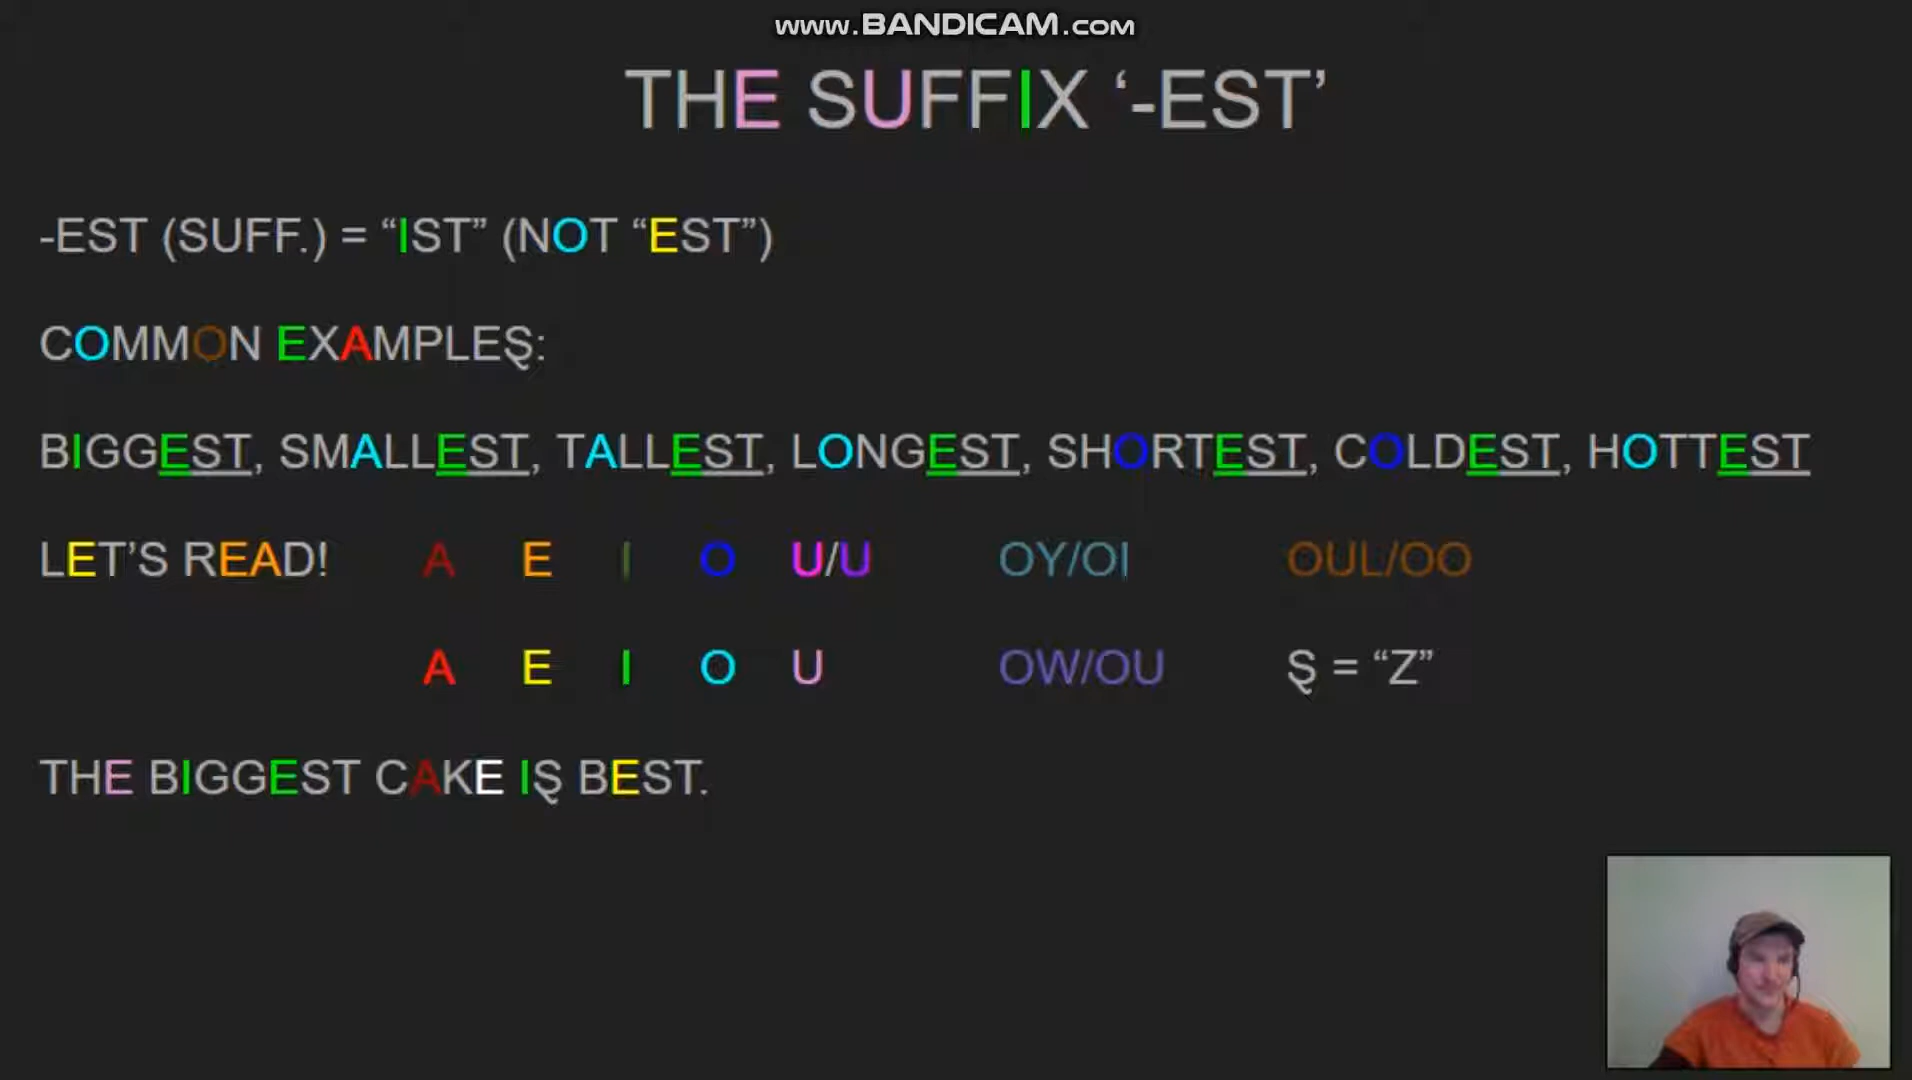 www.BANDICAM.com
THE SUFFIX ‘-EST’
-EST (SUFF.) = “IST” (NOT “EST”)
COMMON EXAMPLEŞ:
BIGGEST, SMALLEST, TALLEST, LONGEST, SHORTEST, COLDEST, HOTTEST
LET’S READ! A E I O U/U OY/OI OUL/OO
A E I O U OW/OU Ş = “Z”
THE BIGGEST CAKE IŞ BEST.